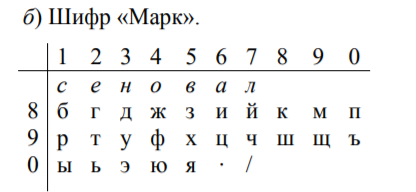 б) Шифр «Марк».
1 2 3 4 5 6 7 8 9 0
с е н о в а л
8 б г д ж з и й к м п
9 р т у ф х ц ч ш щ ъ
0 ы ь э ю я · /